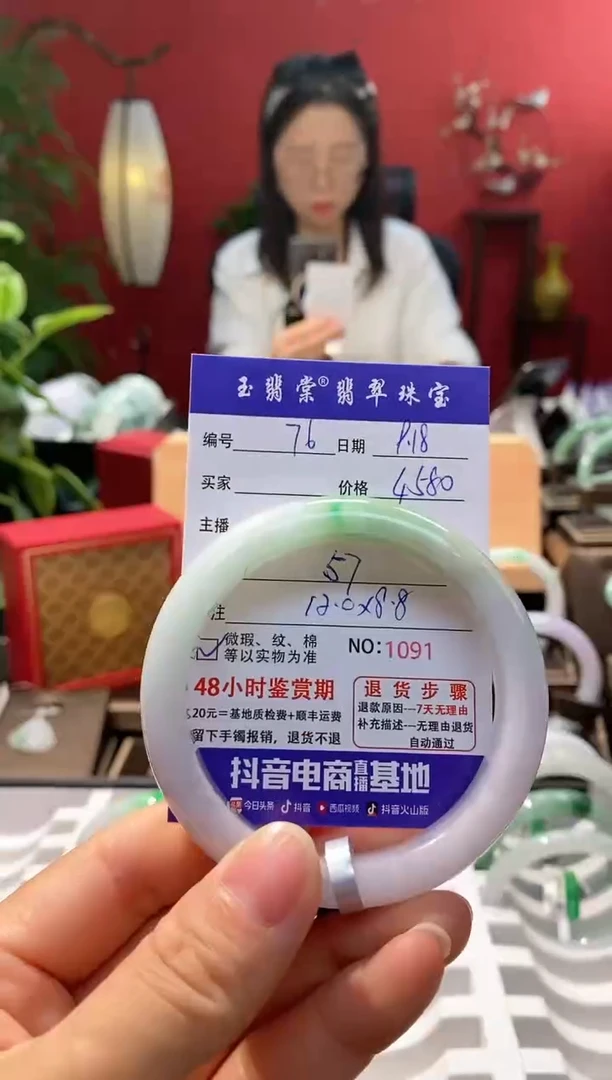 玉翡棠® 翡翠珠宝
编号 76 日期 9.18
买家 价格 4580
主播
57
注 12.0×8.8
微瑕、纹、棉
等以实物为准
NO:1091
48小时鉴赏期
20元=基地质检费+顺丰运费
留下手镯报销，退货不退
退货步骤
退款原因---7天无理由
补充描述---无理由退货
自动通过
抖音电商直播基地
今日头条 抖音 西瓜视频 抖音火山版